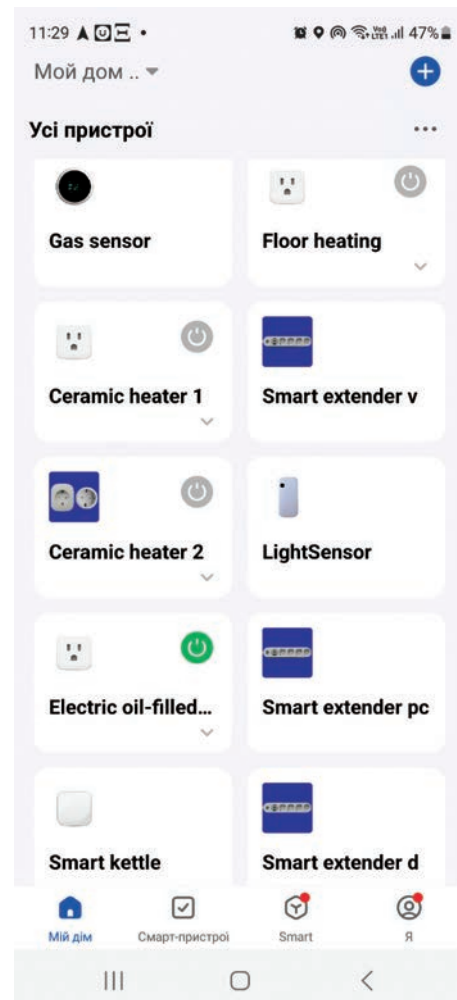 11:29
47%
Мой дом ..
Усі пристрої
...
Gas sensor
Floor heating
Ceramic heater 1
Smart extender v
Ceramic heater 2
LightSensor
Electric oil-filled...
Smart extender pc
Smart kettle
Smart extender d
Мій дім
Смарт-пристрої
Smart
Я